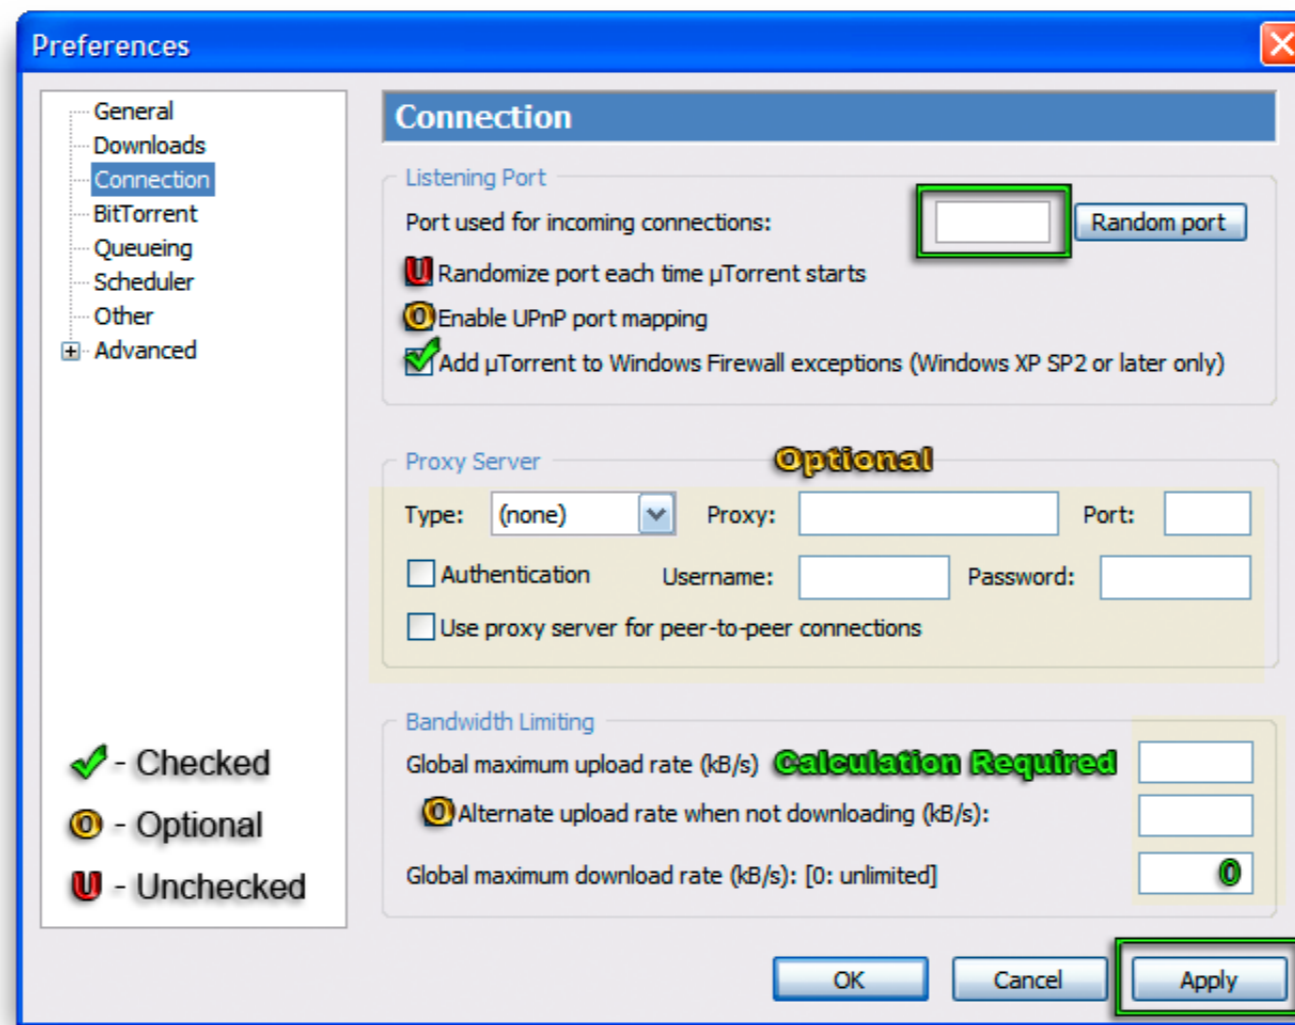 Preferences
General
Downloads
Connection
BitTorrent
Queueing
Scheduler
Other
Advanced
✓ - Checked
O - Optional
U - Unchecked
Connection
Listening Port
Port used for incoming connections: Random port
U Randomize port each time µTorrent starts
O Enable UPnP port mapping
Add µTorrent to Windows Firewall exceptions (Windows XP SP2 or later only)
Proxy Server Optional
Type: (none) Proxy: Port:
Authentication Username: Password:
Use proxy server for peer-to-peer connections
Bandwidth Limiting
Global maximum upload rate (kB/s) Calculation Required
O Alternate upload rate when not downloading (kB/s):
Global maximum download rate (kB/s): [0: unlimited] 0
OK Cancel Apply